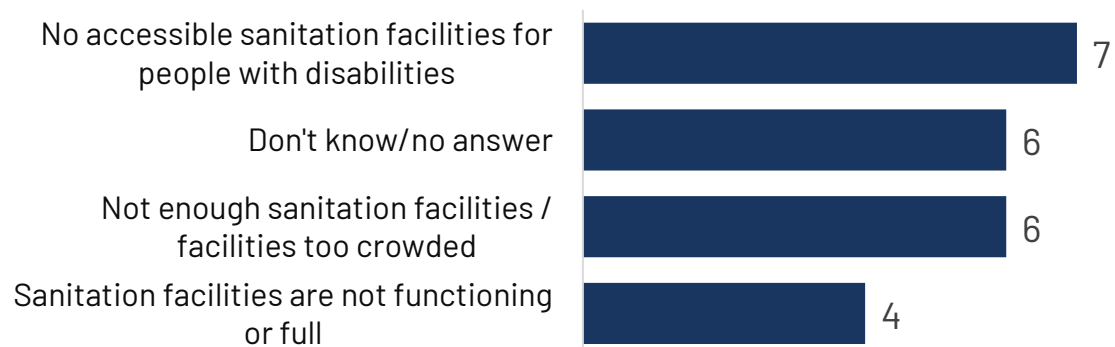 No accessible sanitation facilities for
people with disabilities
7
Don't know/no answer
6
Not enough sanitation facilities /
facilities too crowded
6
Sanitation facilities are not functioning
or full
4